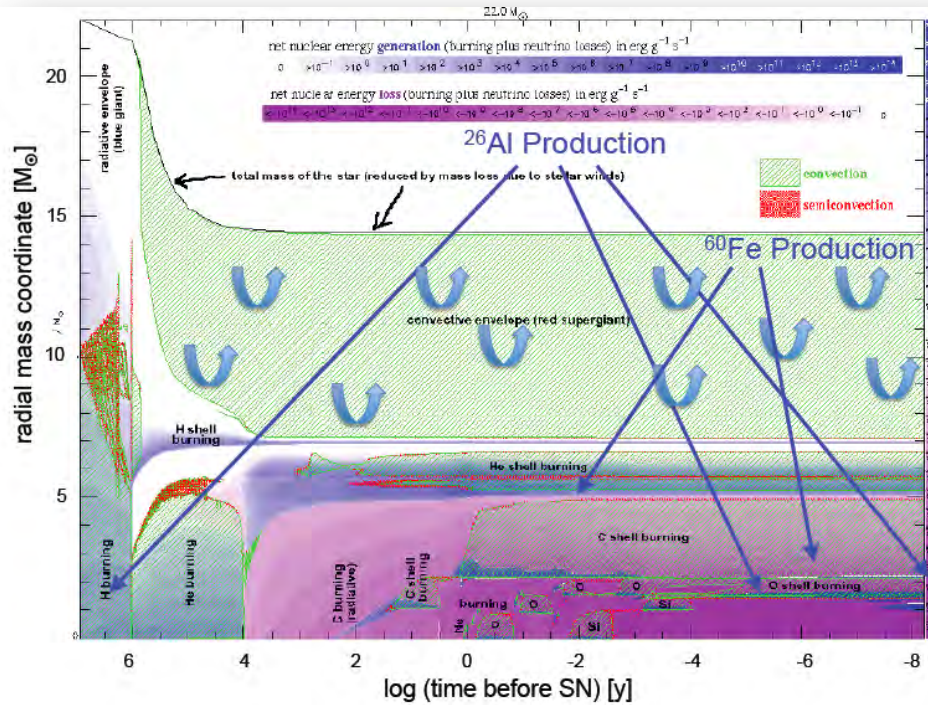 22.0 M☉
net nuclear energy generation (burning plus neutrino losses) in erg g⁻¹ s⁻¹
net nuclear energy loss (burning plus neutrino losses) in erg g⁻¹ s⁻¹
²⁶Al Production
total mass of the star (reduced by mass loss due to stellar winds)
convection
semiconvection
⁶⁰Fe Production
radiative envelope
(blue giant)
convective envelope (red supergiant)
H shell
burning
He shell burning
C shell burning
O shell burning
H burning
He burning
C burning
(radiative)
C shell
burning
burning
Ne
O
O
O
O
Si
Si
radial mass coordinate [M☉]
20
15
10
5
0
6
4
2
0
-2
-4
-6
-8
log (time before SN) [y]